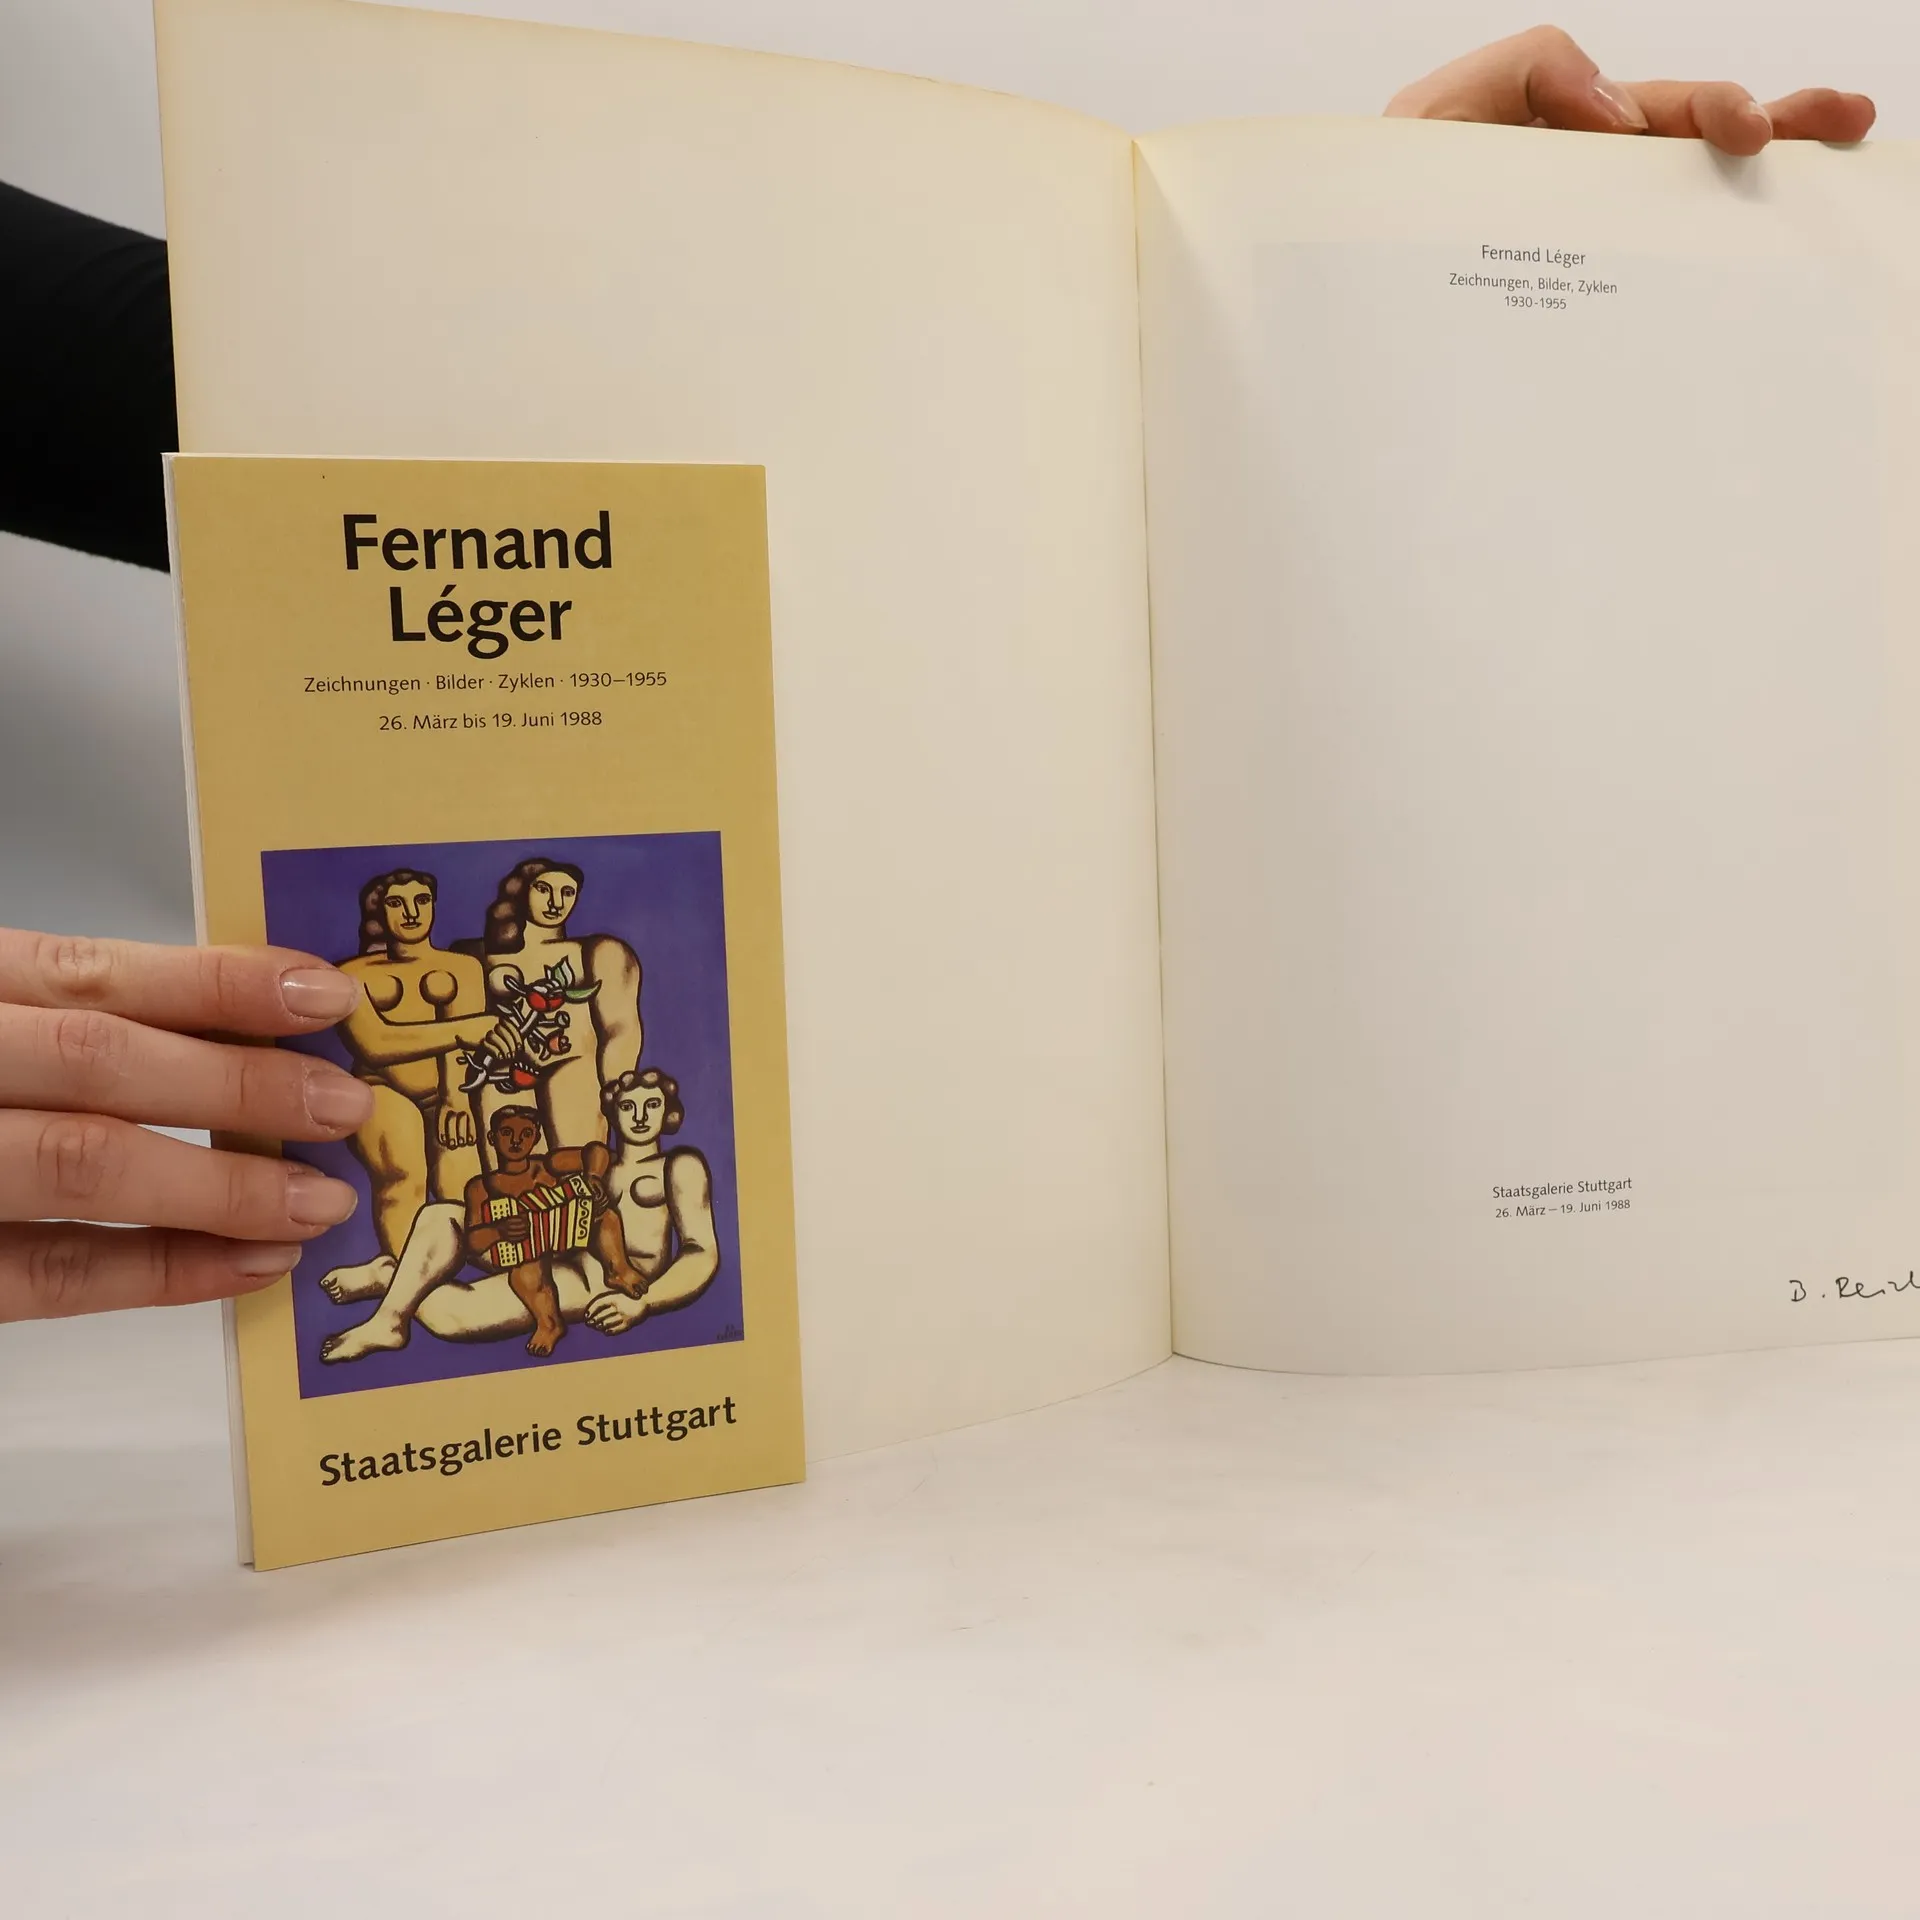 Fernand
Léger
Zeichnungen · Bilder · Zyklen · 1930–1955
26. März bis 19. Juni 1988
Staatsgalerie Stuttgart
Fernand Léger
Zeichnungen, Bilder, Zyklen
1930-1955
Staatsgalerie Stuttgart
26. März – 19. Juni 1988
B.